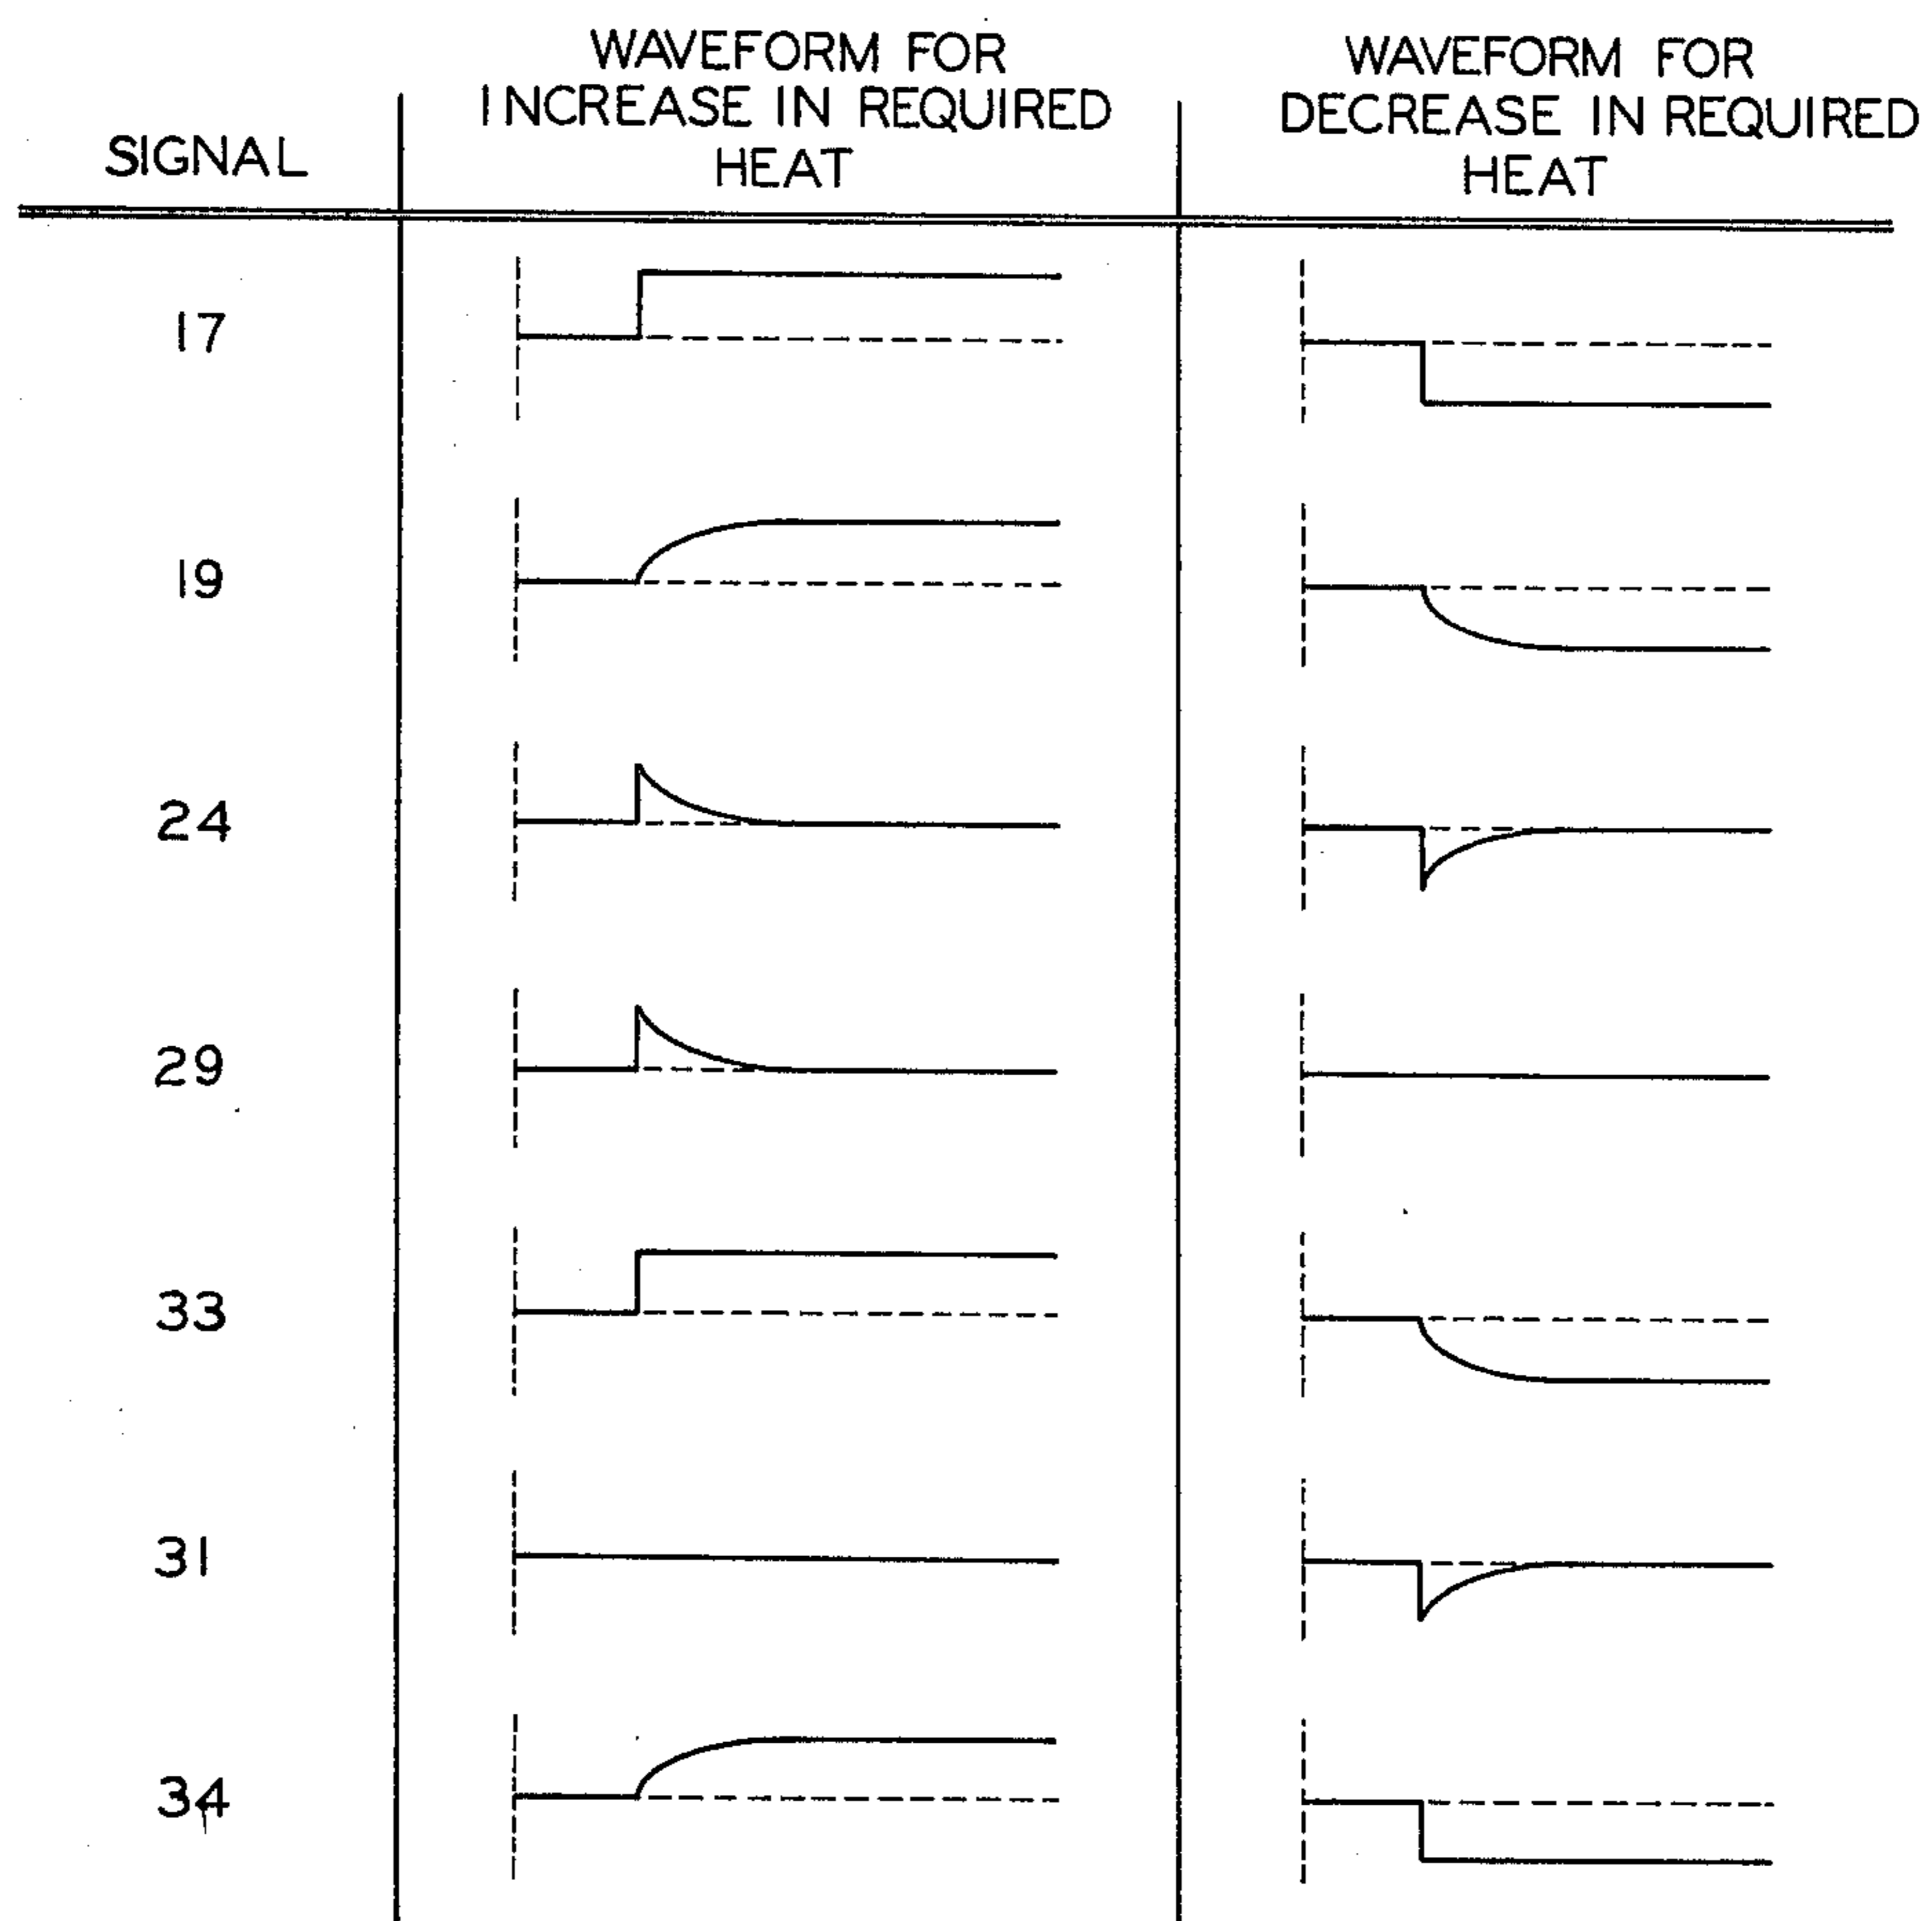 SIGNAL
WAVEFORM FOR
INCREASE IN REQUIRED
HEAT
WAVEFORM FOR
DECREASE IN REQUIRED
HEAT
17
19
24
29
33
31
34